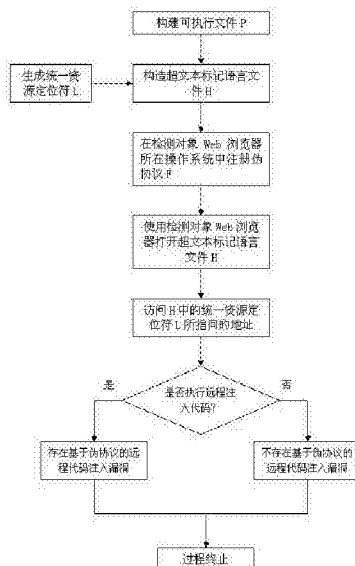 构建可执行文件 P
生成统一资
源定位符 L
构造超文本标记语言文
件 H
在检测对象 Web 浏览器
所在操作系统中注册伪
协议 F
使用检测对象 Web 浏览
器打开超文本标记语言
文件 H
访问 H 中的统一资源定
位符 L 所指向的地址
是否执行远程注
入代码?
是
否
存在基于伪协议的远
程代码注入漏洞
不存在基于伪协议的
远程代码注入漏洞
过程终止